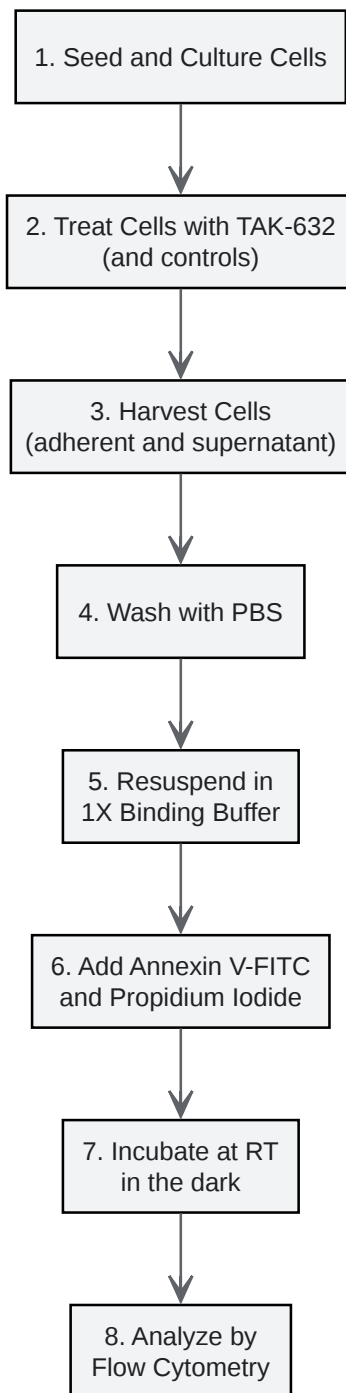 1. Seed and Culture Cells
2. Treat Cells with TAK-632
(and controls)
3. Harvest Cells
(adherent and supernatant)
4. Wash with PBS
5. Resuspend in
1X Binding Buffer
6. Add Annexin V-FITC
and Propidium Iodide
7. Incubate at RT
in the dark
8. Analyze by
Flow Cytometry